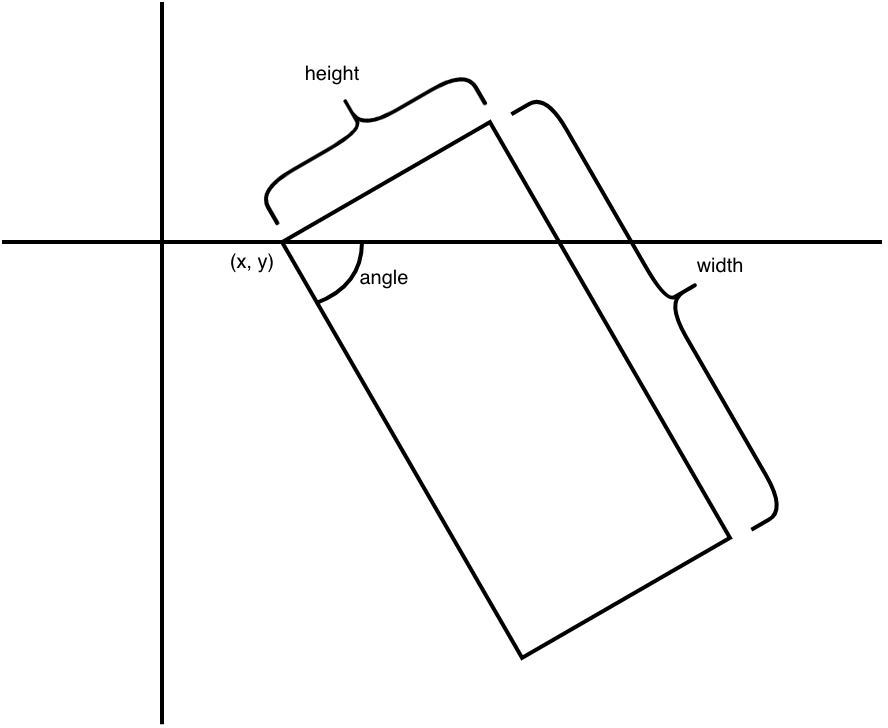 height
(x, y)
angle
width